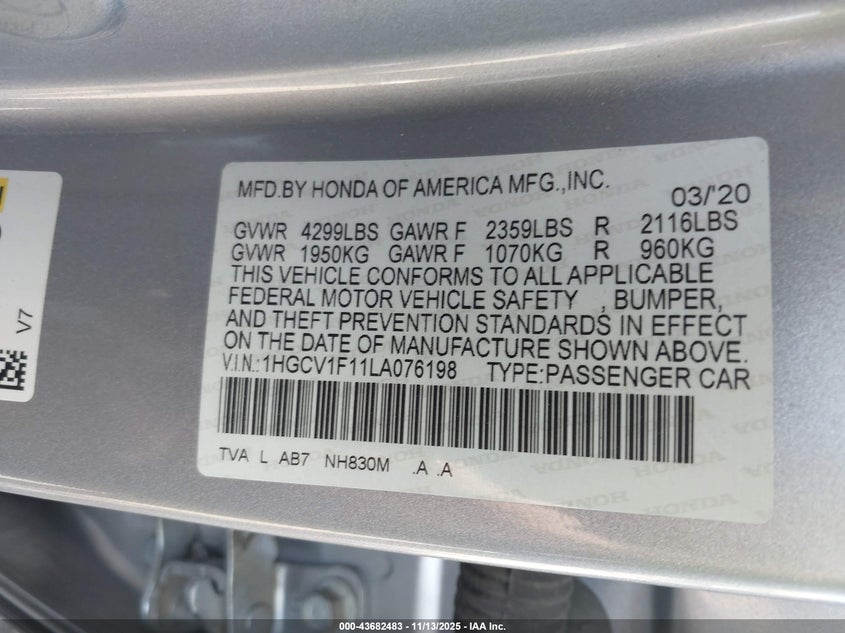 MFD.BY HONDA OF AMERICA MFG.,INC.
03/'20
GVWR 4299LBS GAWR F 2359LBS R 2116LBS
GVWR 1950KG GAWR F 1070KG R 960KG
THIS VEHICLE CONFORMS TO ALL APPLICABLE
FEDERAL MOTOR VEHICLE SAFETY , BUMPER,
AND THEFT PREVENTION STANDARDS IN EFFECT
ON THE DATE OF MANUFACTURE SHOWN ABOVE.
V.I.N.:1HGCV1F11LA076198 TYPE:PASSENGER CAR
TVA L AB7 NH830M .A .A
V7
000-43682483 | 11/13/2025 - IAA Inc.